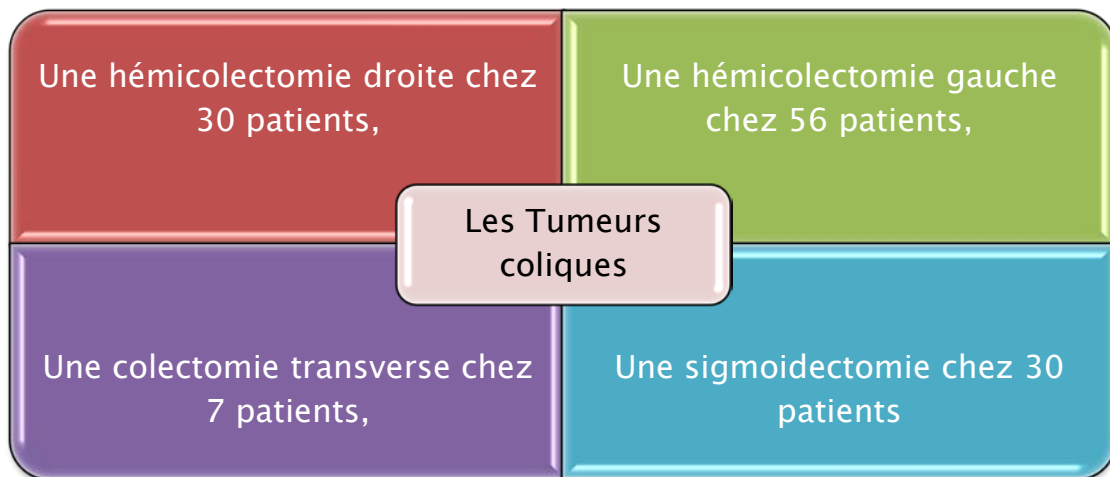 Une hémicolectomie droite chez
30 patients,
Une hémicolectomie gauche
chez 56 patients,
Les Tumeurs
coliques
Une colectomie transverse chez
7 patients,
Une sigmoidectomie chez 30
patients